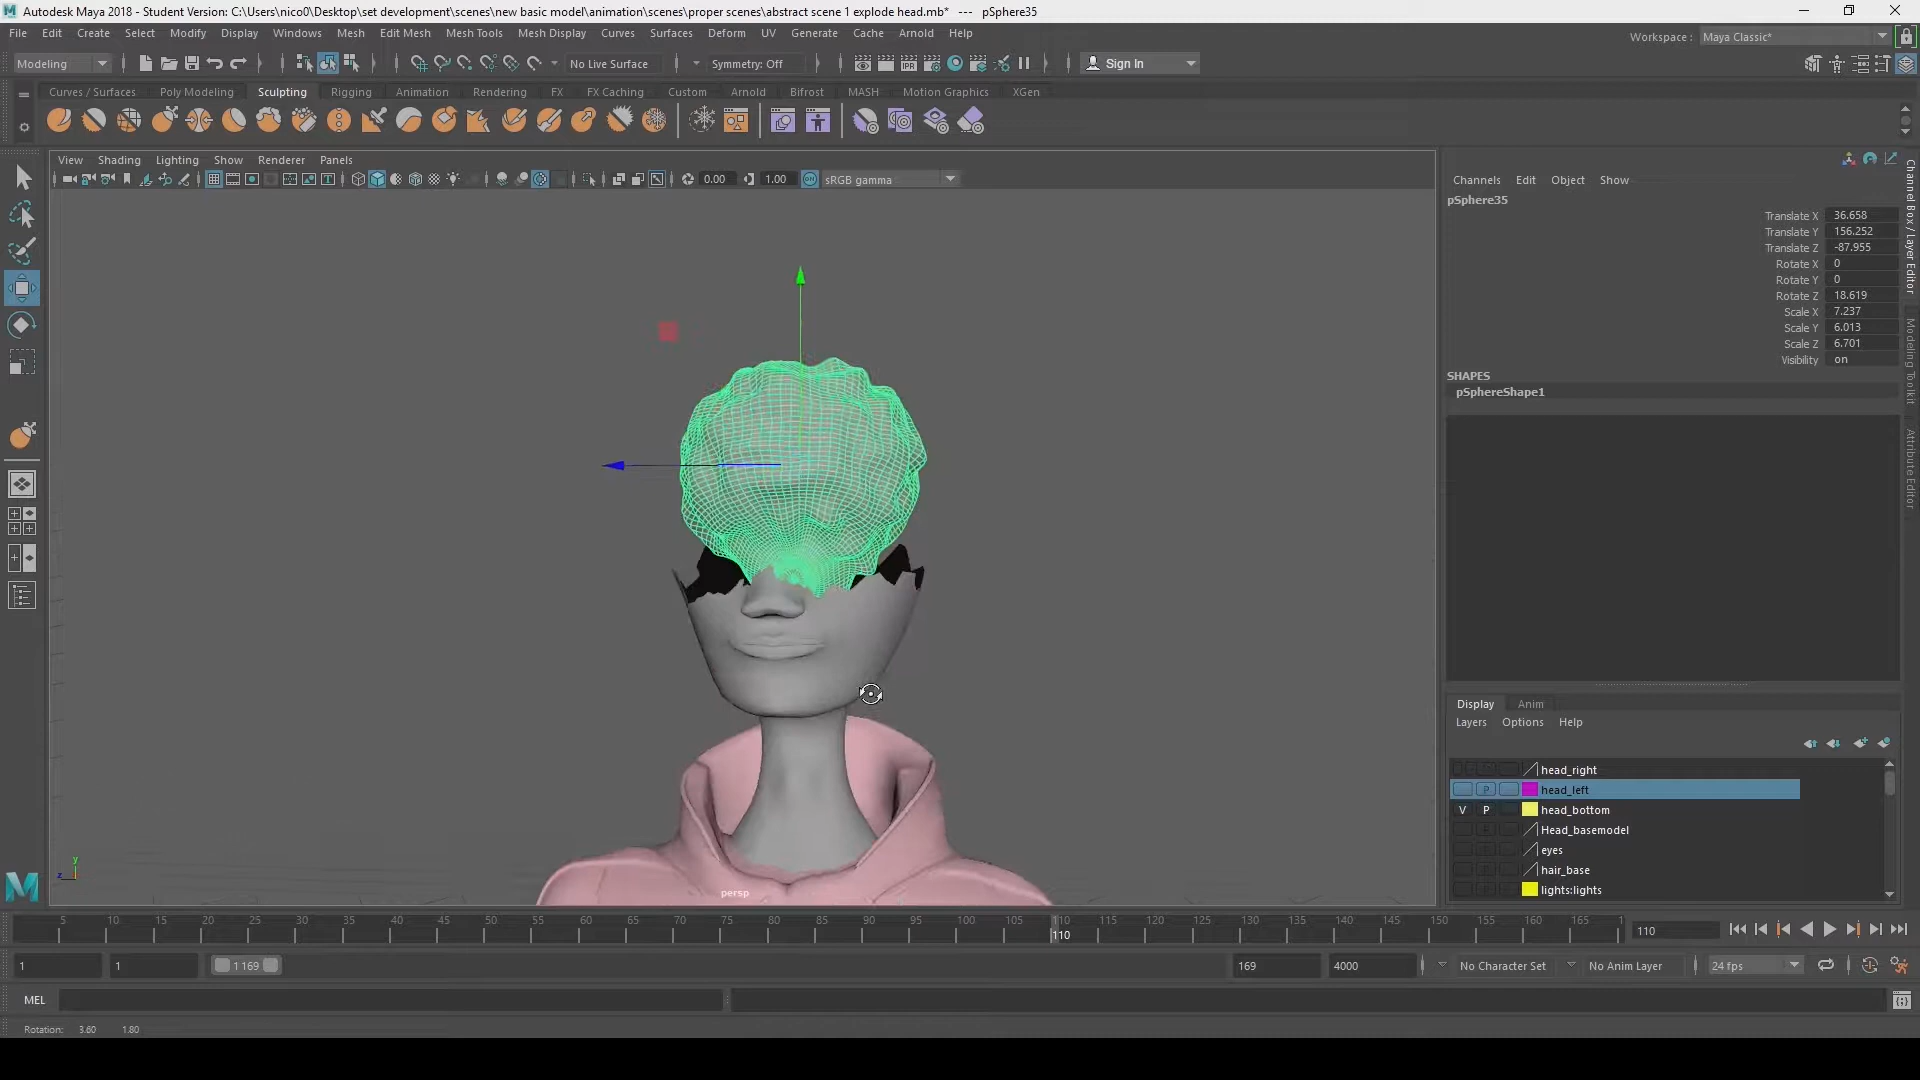 Autodesk Maya 2018 - Student Version: C:\Users\nico0\Desktop\set development\scenes\new basic model\animation\scenes\proper scenes\abstract scene 1 explode head.mb* --- pSphere35
File Edit Create Select Modify Display Windows Mesh Edit Mesh Mesh Tools Mesh Display Curves Surfaces Deform UV Generate Cache Arnold Help
Workspace : Maya Classic*
Modeling No Live Surface Symmetry: Off Sign In
Curves / Surfaces Poly Modeling Sculpting Rigging Animation Rendering FX FX Caching Custom Arnold Bifrost MASH Motion Graphics XGen
View Shading Lighting Show Renderer Panels
0.00 1.00 sRGB gamma
Channels Edit Object Show
pSphere35
Translate X 36.658
Translate Y 156.252
Translate Z -87.955
Rotate X 0
Rotate Y 0
Rotate Z 18.619
Scale X 7.237
Scale Y 6.013
Scale Z 6.701
Visibility on
SHAPES
pSphereShape1
Channel Box / Layer Editor
Modeling Toolkit
Attribute Editor
Display Anim
Layers Options Help
head_right
P head_left
V P head_bottom
Head_basemodel
eyes
hair_base
lights:lights
y
z
persp
5 10 15 20 25 30 35 40 45 50 55 60 65 70 75 80 85 90 95 100 105 110 115 120 125 130 135 140 145 150 155 160 165 1
110 110
1 1 1 169 169 4000 No Character Set No Anim Layer 24 fps
MEL
Rotation: 3.60 1.80